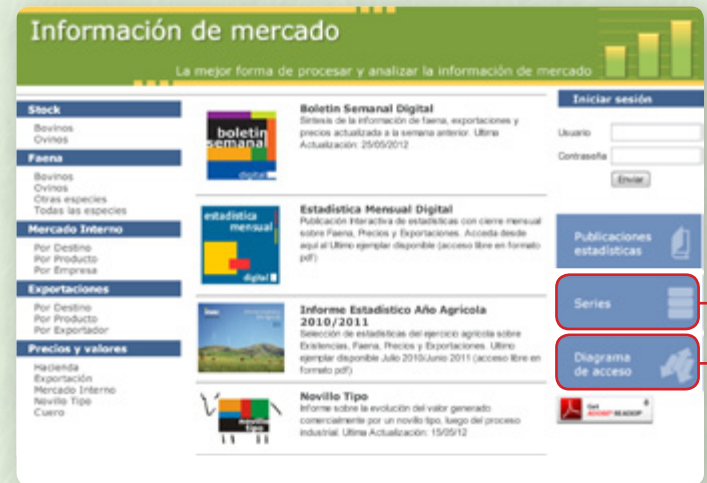 Información de mercado
La mejor forma de procesar y analizar la información de mercado
Stock
Bovinos
Ovinos
Faena
Bovinos
Ovinos
Otras especies
Todas las especies
Mercado Interno
Por Destino
Por Producto
Por Empresa
Exportaciones
Por Destino
Por Producto
Por Exportador
Precios y valores
Hacienda
Exportación
Mercado Interno
Novillo Tipo
Cuero
boletín
semanal
digital
Boletin Semanal Digital
Síntesis de la información de faena, exportaciones y
precios actualizada a la semana anterior. Ultima
Actualización: 25/05/2012
estadística
mensual
digital
Estadística Mensual Digital
Publicación Interactiva de estadísticas con cierre mensual
sobre Faena, Precios y Exportaciones. Acceda desde
aquí al Ultimo ejemplar disponible (acceso libre en formato
pdf)
Informe Estadístico Año Agrícola
2010/2011
Selección de estadísticas del ejercicio agrícola sobre
Existencias, Faena, Precios y Exportaciones. Ultimo
ejemplar disponible Julio 2010/Junio 2011 (acceso libre en
formato pdf)
novillo
tipo
Novillo Tipo
Informe sobre la evolución del valor generado
comercialmente por un novillo tipo, luego del proceso
industrial. Ultima Actualización: 15/05/12
Iniciar sesión
Usuario
Contraseña
Enviar
Publicaciones
estadísticas
Series
Diagrama
de acceso
Get
ADOBE READER